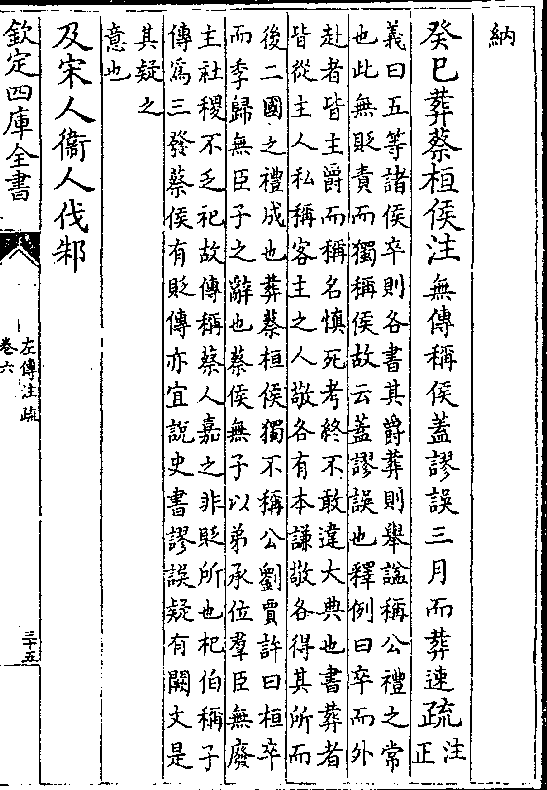 納
癸巳葬蔡桓侯注無傳稱侯蓋謬誤三月而葬速疏注正
義曰五等諸侯卒則各書其爵葬則舉諡稱公禮之常
也此無貶責而獨稱侯故云蓋謬誤也釋例曰卒而外
赴者皆主爵而稱名慎死考終不敢違大典也書葬者
皆從主人私稱客主之人敬各有本謙敬各得其所而
後二國之禮成也葬蔡桓侯獨不稱公劉賈許曰桓卒
而季歸無臣子之辭也蔡侯無子以弟承位羣臣無廢
主社稷不乏祀故傳稱蔡人嘉之非貶所也杞伯稱子
傳爲三發蔡侯有貶傳亦宜說史書謬誤疑有闕文是
其疑之
意也
及宋人衞人伐邾
欽定四庫全書
左傳注疏
卷六
三十五